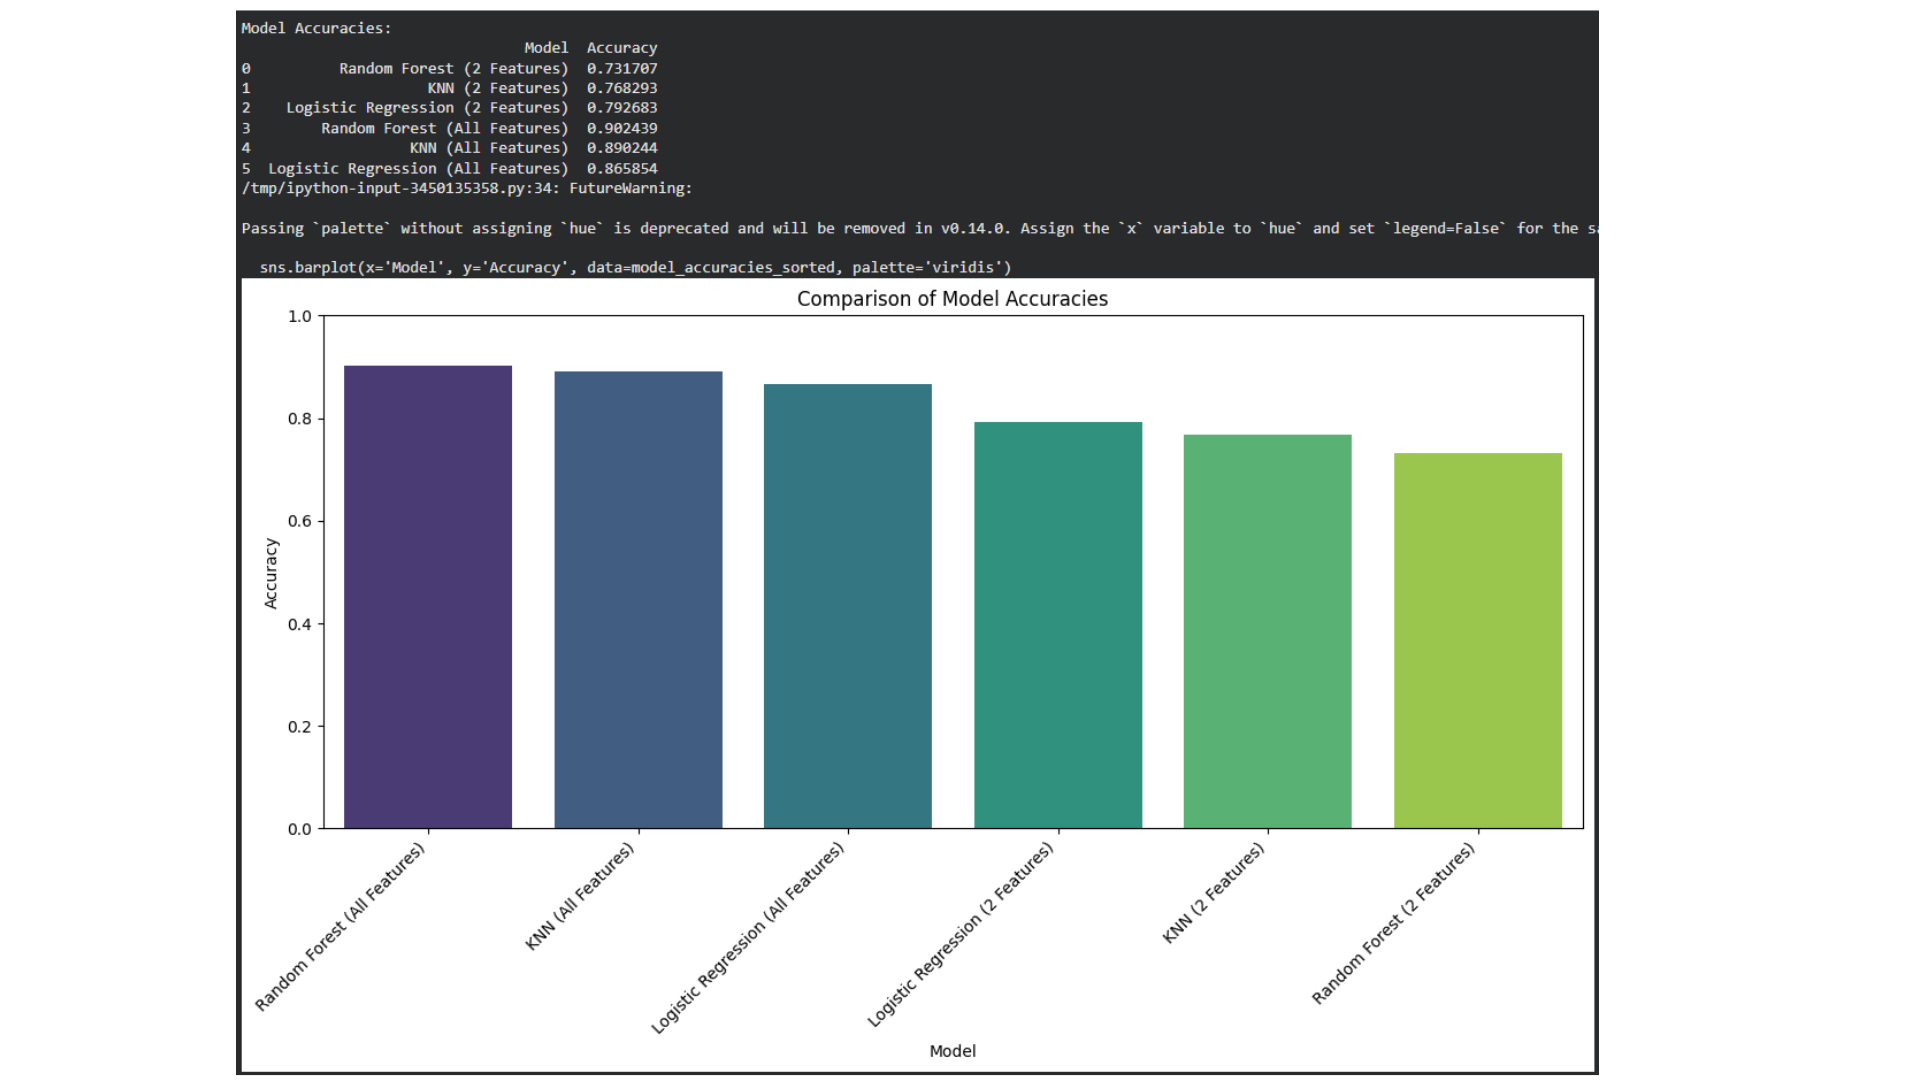 Model Accuracies:
Model Accuracy
0 Random Forest (2 Features) 0.731707
1 KNN (2 Features) 0.768293
2 Logistic Regression (2 Features) 0.792683
3 Random Forest (All Features) 0.902439
4 KNN (All Features) 0.890244
5 Logistic Regression (All Features) 0.865854
/tmp/ipython-input-3450135358.py:34: FutureWarning:
Passing `palette` without assigning `hue` is deprecated and will be removed in v0.14.0. Assign the `x` variable to `hue` and set `legend=False` for the
sns.barplot(x='Model', y='Accuracy', data=model_accuracies_sorted, palette='viridis')
Comparison of Model Accuracies
1.0
0.8
0.6
0.4
0.2
0.0
Accuracy
Random Forest (All Features)
KNN (All Features)
Logistic Regression (All Features)
Logistic Regression (2 Features)
KNN (2 Features)
Random Forest (2 Features)
Model